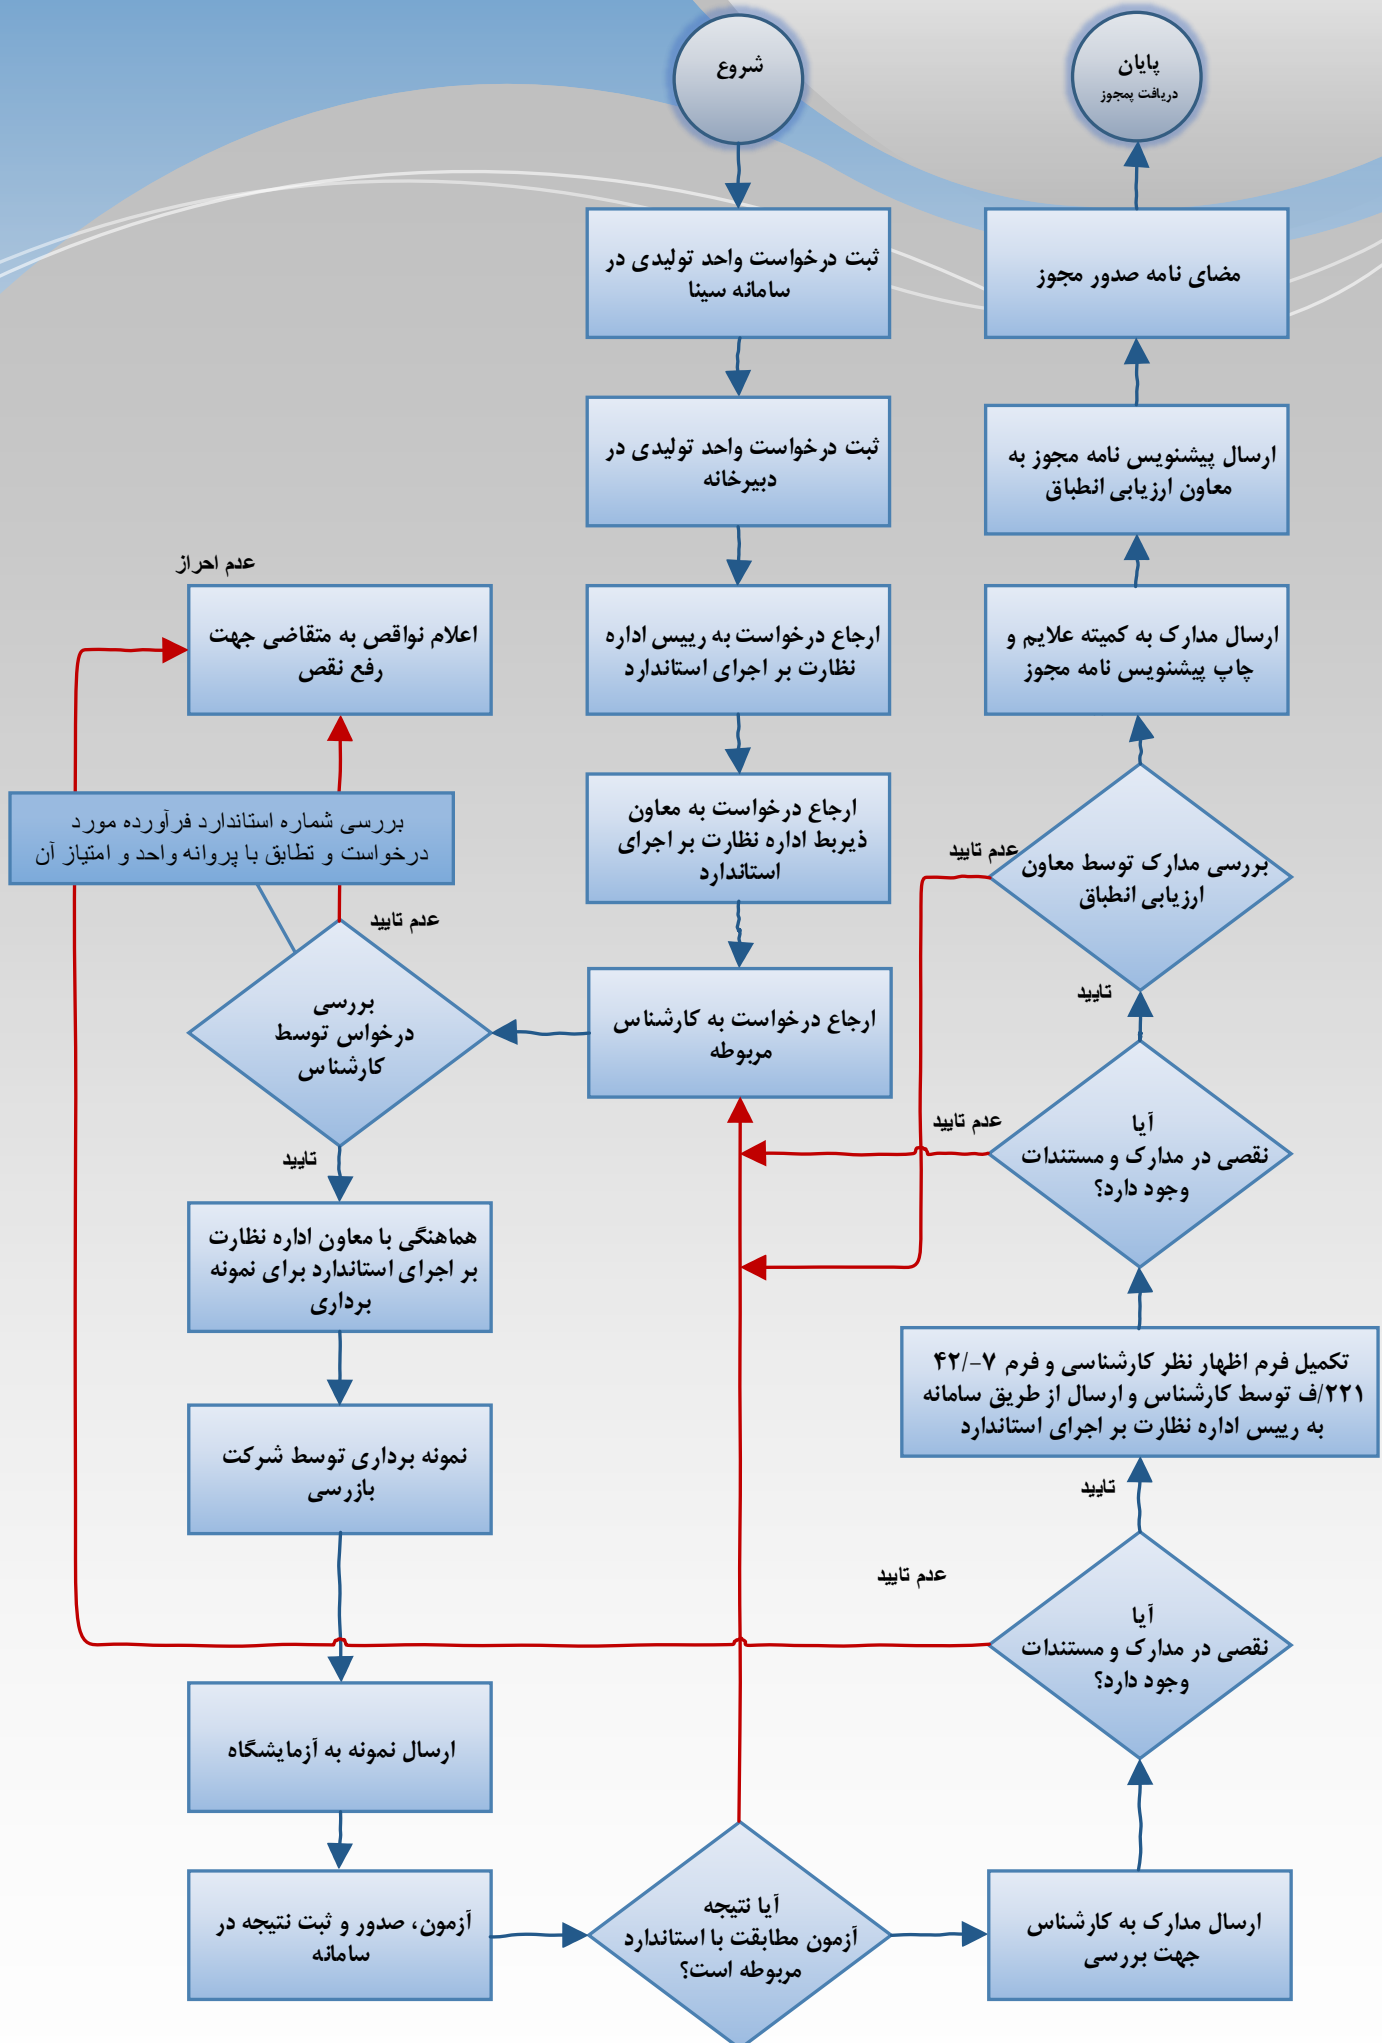 شروع
ثبت درخواست واحد تولیدی در
سامانه سینا
ثبت درخواست واحد تولیدی در
دبیرخانه
ارجاع درخواست به رییس اداره
نظارت بر اجرای استاندارد
ارجاع درخواست به معاون
ذیربط اداره نظارت بر اجرای
استاندارد
ارجاع درخواست به کارشناس
مربوطه
عدم احراز
اعلام نواقص به متقاضی جهت
رفع نقص
بررسی شماره استاندارد فرآورده مورد
درخواست و تطابق با پروانه واحد و امتیاز آن
عدم تایید
بررسی
درخواس توسط
کارشناس
تایید
هماهنگی با معاون اداره نظارت
بر اجرای استاندارد برای نمونه
برداری
نمونه برداری توسط شرکت
بازرسی
ارسال نمونه به آزمایشگاه
آزمون، صدور و ثبت نتیجه در
سامانه
آیا نتیجه
آزمون مطابقت با استاندارد
مربوطه است؟
ارسال مدارک به کارشناس
جهت بررسی
آیا
نقصی در مدارک و مستندات
وجود دارد؟
عدم تایید
تایید
تکمیل فرم اظهار نظر کارشناسی و فرم ۷-/۴۲
۲۲۱/ف توسط کارشناس و ارسال از طریق سامانه
به رییس اداره نظارت بر اجرای استاندارد
آیا
نقصی در مدارک و مستندات
وجود دارد؟
عدم تایید
تایید
بررسی مدارک توسط معاون
ارزیابی انطباق
عدم تایید
ارسال مدارک به کمیته علایم و
چاپ پیشنویس نامه مجوز
ارسال پیشنویس نامه مجوز به
معاون ارزیابی انطباق
مضای نامه صدور مجوز
پایان
دریافت پمجوز